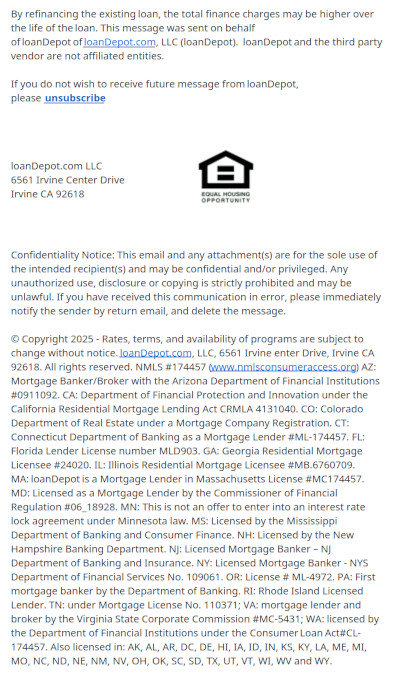 By refinancing the existing loan, the total finance charges may be higher over
the life of the loan. This message was sent on behalf
of loanDepot of loanDepot.com, LLC (loanDepot). loanDepot and the third party
vendor are not affiliated entities.
If you do not wish to receive future message from loanDepot,
please unsubscribe
loanDepot.com LLC
6561 Irvine Center Drive
Irvine CA 92618
EQUAL HOUSING
OPPORTUNITY
Confidentiality Notice: This email and any attachment(s) are for the sole use of
the intended recipient(s) and may be confidential and/or privileged. Any
unauthorized use, disclosure or copying is strictly prohibited and may be
unlawful. If you have received this communication in error, please immediately
notify the sender by return email, and delete the message.
© Copyright 2025 - Rates, terms, and availability of programs are subject to
change without notice. loanDepot.com, LLC, 6561 Irvine enter Drive, Irvine CA
92618. All rights reserved. NMLS #174457 (www.nmlsconsumeraccess.org) AZ:
Mortgage Banker/Broker with the Arizona Department of Financial Institutions
#0911092. CA: Department of Financial Protection and Innovation under the
California Residential Mortgage Lending Act CRMLA 4131040. CO: Colorado
Department of Real Estate under a Mortgage Company Registration. CT:
Connecticut Department of Banking as a Mortgage Lender #ML-174457. FL:
Florida Lender License number MLD903. GA: Georgia Residential Mortgage
Licensee #24020. IL: Illinois Residential Mortgage Licensee #MB.6760709.
MA: loanDepot is a Mortgage Lender in Massachusetts License #MC174457.
MD: Licensed as a Mortgage Lender by the Commissioner of Financial
Regulation #06_18928. MN: This is not an offer to enter into an interest rate
lock agreement under Minnesota law. MS: Licensed by the Mississippi
Department of Banking and Consumer Finance. NH: Licensed by the New
Hampshire Banking Department. NJ: Licensed Mortgage Banker – NJ
Department of Banking and Insurance. NY: Licensed Mortgage Banker - NYS
Department of Financial Services No. 109061. OR: License # ML-4972. PA: First
mortgage banker by the Department of Banking. RI: Rhode Island Licensed
Lender. TN: under Mortgage License No. 110371; VA: mortgage lender and
broker by the Virginia State Corporate Commission #MC-5431; WA: licensed by
the Department of Financial Institutions under the Consumer Loan Act#CL-
174457. Also licensed in: AK, AL, AR, DC, DE, HI, IA, ID, IN, KS, KY, LA, ME, MI,
MO, NC, ND, NE, NM, NV, OH, OK, SC, SD, TX, UT, VT, WI, WV and WY.